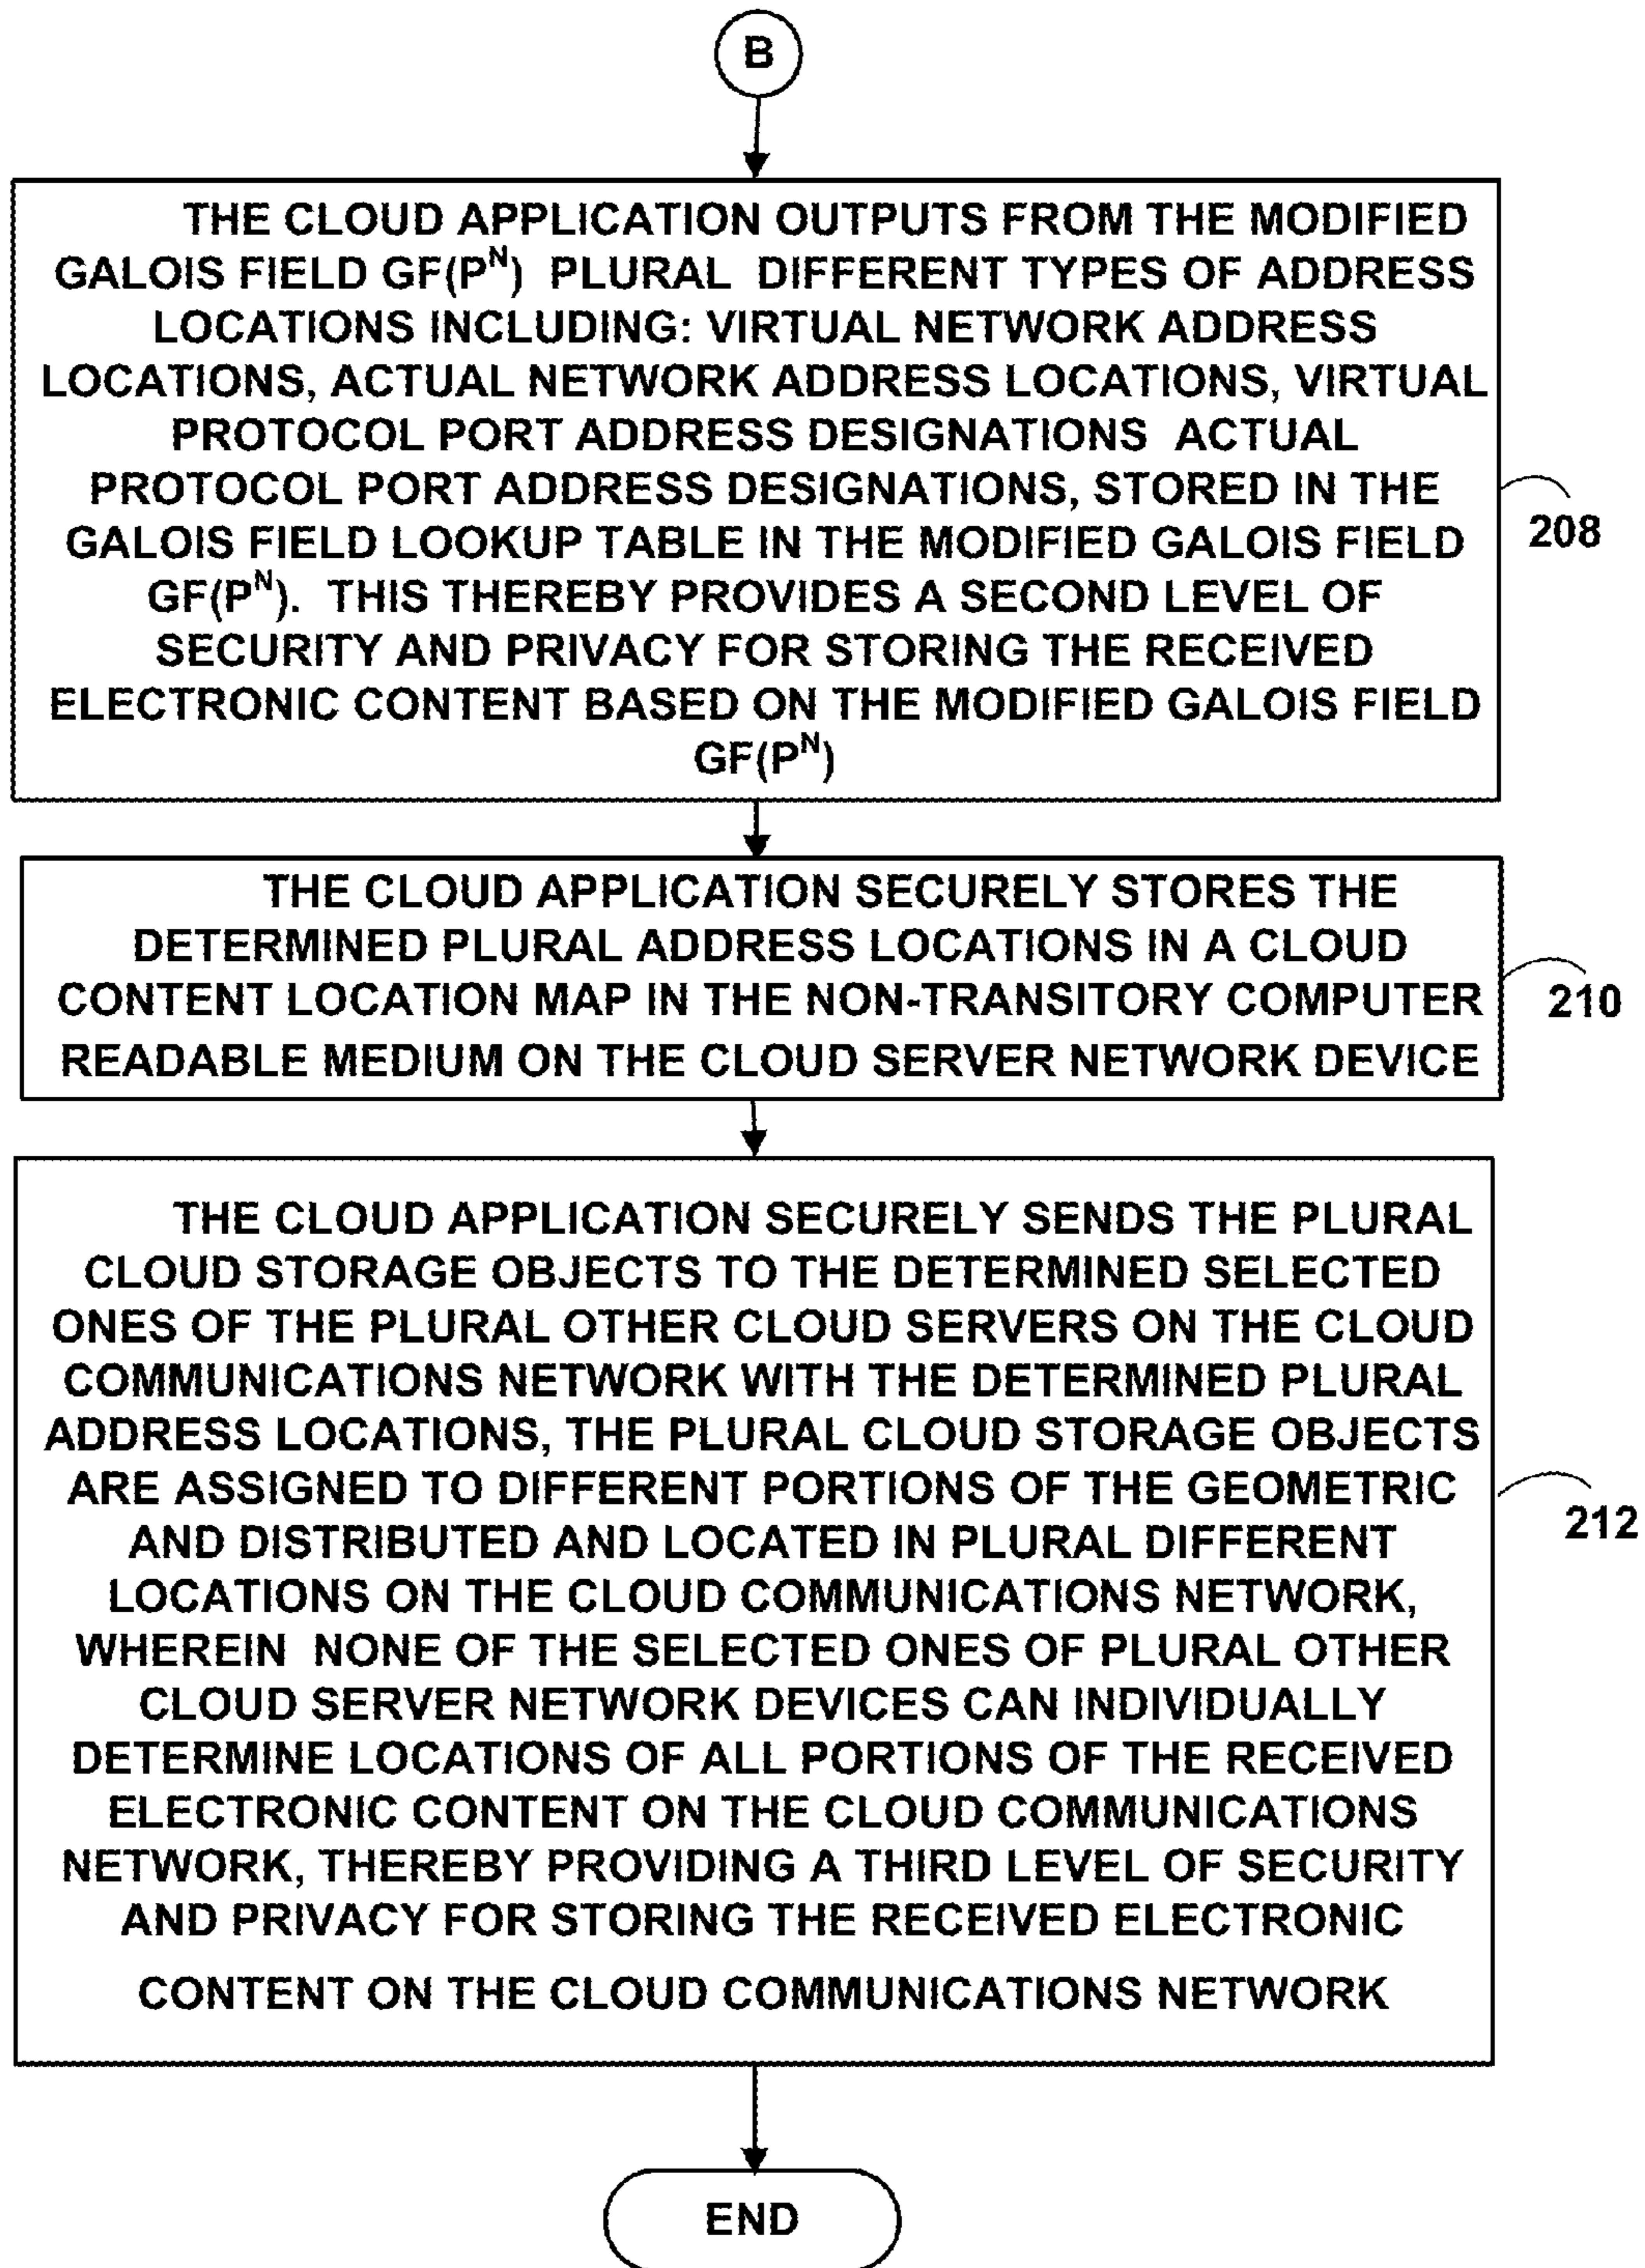 B
THE CLOUD APPLICATION OUTPUTS FROM THE MODIFIED
GALOIS FIELD GF(Pᴺ) PLURAL DIFFERENT TYPES OF ADDRESS
LOCATIONS INCLUDING: VIRTUAL NETWORK ADDRESS
LOCATIONS, ACTUAL NETWORK ADDRESS LOCATIONS, VIRTUAL
PROTOCOL PORT ADDRESS DESIGNATIONS ACTUAL
PROTOCOL PORT ADDRESS DESIGNATIONS, STORED IN THE
GALOIS FIELD LOOKUP TABLE IN THE MODIFIED GALOIS FIELD
GF(Pᴺ). THIS THEREBY PROVIDES A SECOND LEVEL OF
SECURITY AND PRIVACY FOR STORING THE RECEIVED
ELECTRONIC CONTENT BASED ON THE MODIFIED GALOIS FIELD
GF(Pᴺ)
208
THE CLOUD APPLICATION SECURELY STORES THE
DETERMINED PLURAL ADDRESS LOCATIONS IN A CLOUD
CONTENT LOCATION MAP IN THE NON-TRANSITORY COMPUTER
READABLE MEDIUM ON THE CLOUD SERVER NETWORK DEVICE
210
THE CLOUD APPLICATION SECURELY SENDS THE PLURAL
CLOUD STORAGE OBJECTS TO THE DETERMINED SELECTED
ONES OF THE PLURAL OTHER CLOUD SERVERS ON THE CLOUD
COMMUNICATIONS NETWORK WITH THE DETERMINED PLURAL
ADDRESS LOCATIONS, THE PLURAL CLOUD STORAGE OBJECTS
ARE ASSIGNED TO DIFFERENT PORTIONS OF THE GEOMETRIC
AND DISTRIBUTED AND LOCATED IN PLURAL DIFFERENT
LOCATIONS ON THE CLOUD COMMUNICATIONS NETWORK,
WHEREIN NONE OF THE SELECTED ONES OF PLURAL OTHER
CLOUD SERVER NETWORK DEVICES CAN INDIVIDUALLY
DETERMINE LOCATIONS OF ALL PORTIONS OF THE RECEIVED
ELECTRONIC CONTENT ON THE CLOUD COMMUNICATIONS
NETWORK, THEREBY PROVIDING A THIRD LEVEL OF SECURITY
AND PRIVACY FOR STORING THE RECEIVED ELECTRONIC
CONTENT ON THE CLOUD COMMUNICATIONS NETWORK
212
END